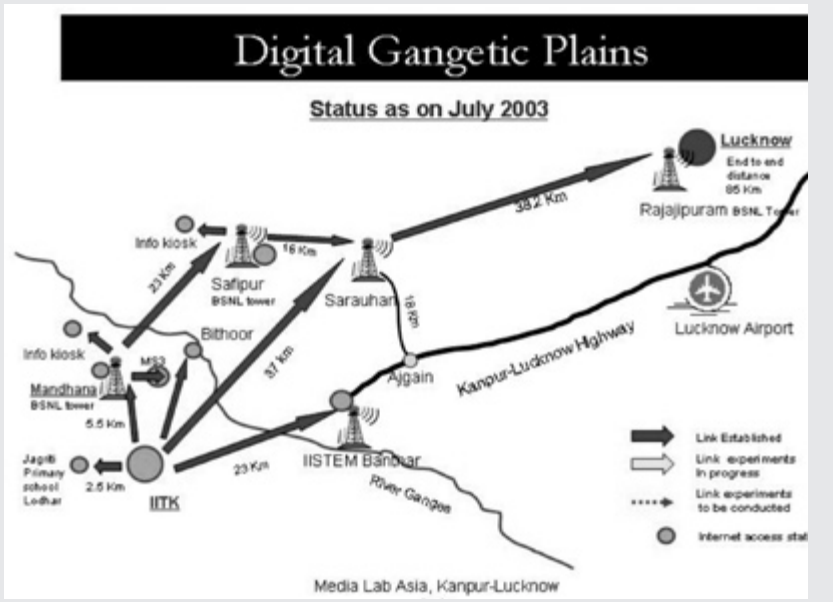 Digital Gangetic Plains
Status as on July 2003
Lucknow
End to end
distance
85 Km
Rajajipuram BSNL Tower
38.2 Km
Info kiosk
16 Km
Safipur
BSNL tower
23 Km
Sarauhan
18 Km
Lucknow Airport
Bithoor
Info kiosk
MS3
37 km
Ajgain
Kanpur-Lucknow Highway
Mandhana
BSNL tower
5.5 Km
Link Established
Jagriti
Primary
school
Lodhar
2.5 Km
IITK
23 Km
IISTEM Banthar
River Ganges
Link experiments
In progress
Link experiments
to be conducted
Internet access stat
Media Lab Asia, Kanpur-Lucknow